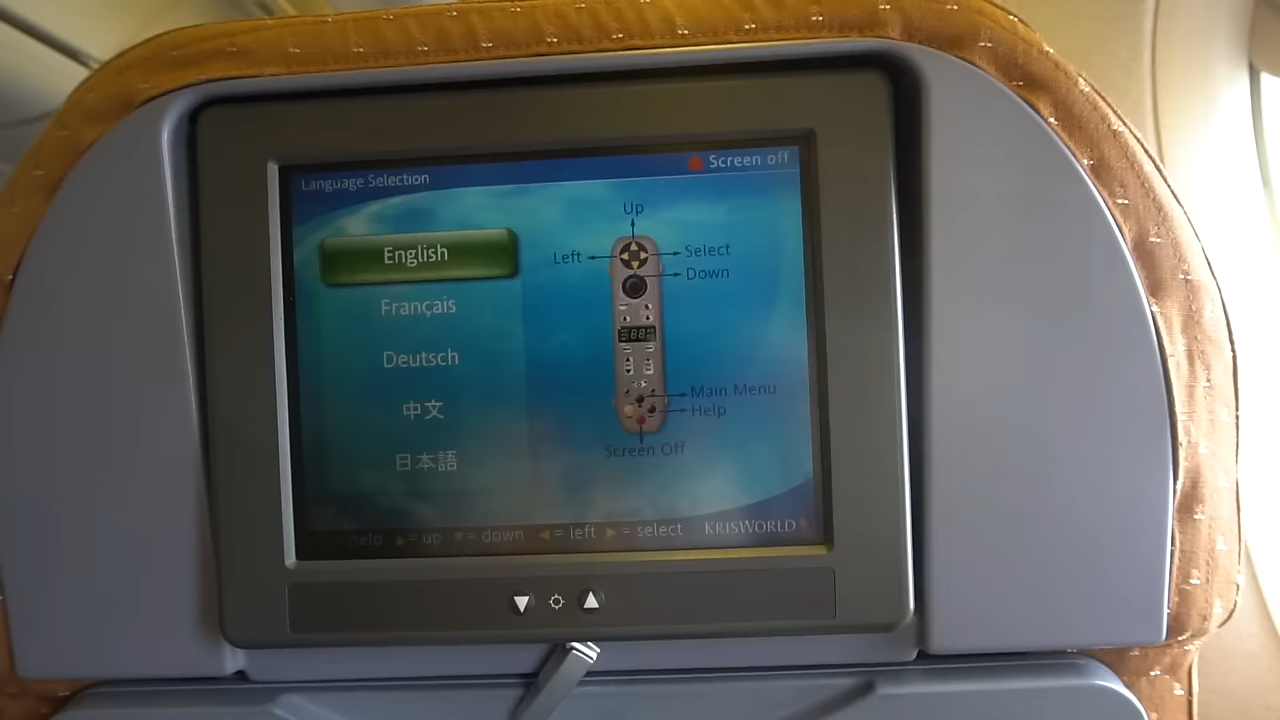 Language Selection
Screen off
English
Français
Deutsch
中文
日本語
Up
Left
Select
Down
88
Main Menu
Help
Screen Off
help ▲= up ▼= down ◀= left ▶= select KRISWORLD